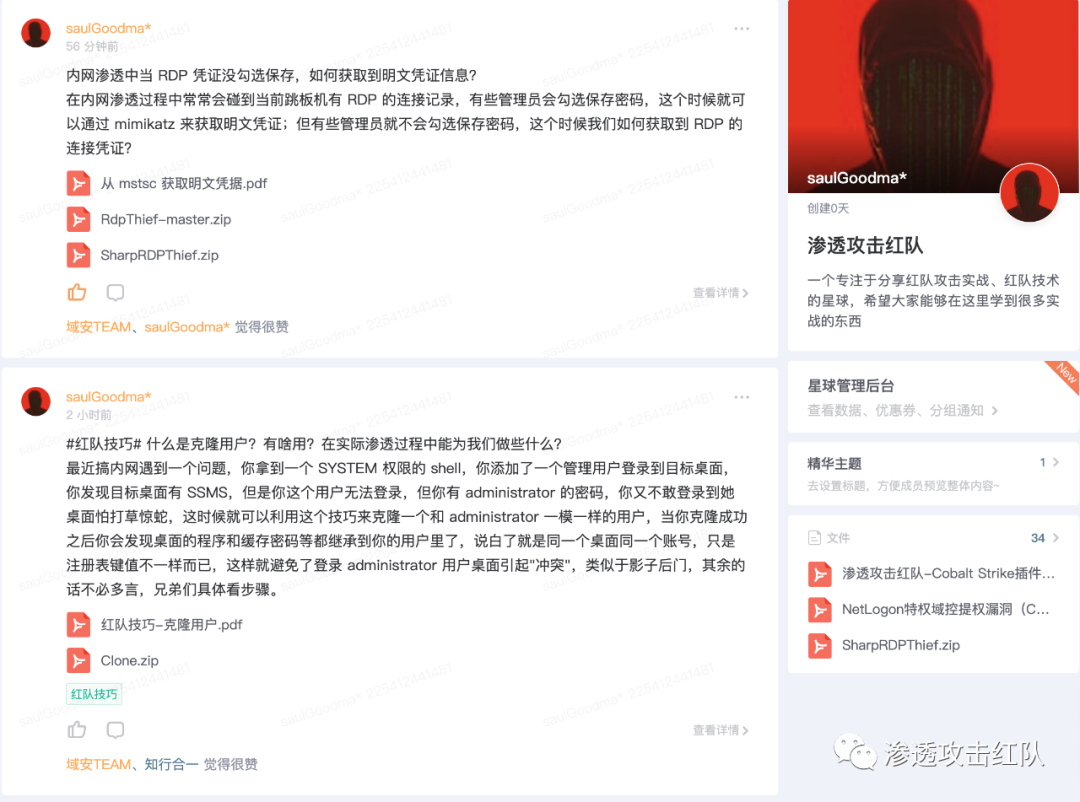 saulGoodma*
56 分钟前
内网渗透中当 RDP 凭证没勾选保存，如何获取到明文凭证信息？
在内网渗透过程中常常会碰到当前跳板机有 RDP 的连接记录，有些管理员会勾选保存密码，这个时候就可
以通过 mimikatz 来获取明文凭证；但有些管理员就不会勾选保存密码，这个时候我们如何获取到 RDP 的
连接凭证？
从 mstsc 获取明文凭据.pdf
RdpThief-master.zip
SharpRDPThief.zip
查看详情
域安TEAM、saulGoodma* 觉得很赞
saulGoodma*
2 小时前
#红队技巧# 什么是克隆用户？有啥用？在实际渗透过程中能为我们做些什么？
最近搞内网遇到一个问题，你拿到一个 SYSTEM 权限的 shell，你添加了一个管理用户登录到目标桌面，
你发现目标桌面有 SSMS，但是你这个用户无法登录，但你有 administrator 的密码，你又不敢登录到她
桌面怕打草惊蛇，这时候就可以利用这个技巧来克隆一个和 administrator 一模一样的用户，当你克隆成功
之后你会发现桌面的程序和缓存密码等都继承到你的用户里了，说白了就是同一个桌面同一个账号，只是
注册表键值不一样而已，这样就避免了登录 administrator 用户桌面引起"冲突"，类似于影子后门，其余的
话不必多言，兄弟们具体看步骤。
红队技巧-克隆用户.pdf
Clone.zip
红队技巧
查看详情
域安TEAM、知行合一 觉得很赞
saulGoodma*
创建0天
渗透攻击红队
一个专注于分享红队攻击实战、红队技术
的星球，希望大家能够在这里学到很多实
战的东西
New
星球管理后台
查看数据、优惠券、分组通知
精华主题 1
去设置标题，方便成员预览整体内容~
文件 34
渗透攻击红队-Cobalt Strike插件...
NetLogon特权域控提权漏洞（C...
SharpRDPThief.zip
渗透攻击红队
saulGoodma* 225412441481